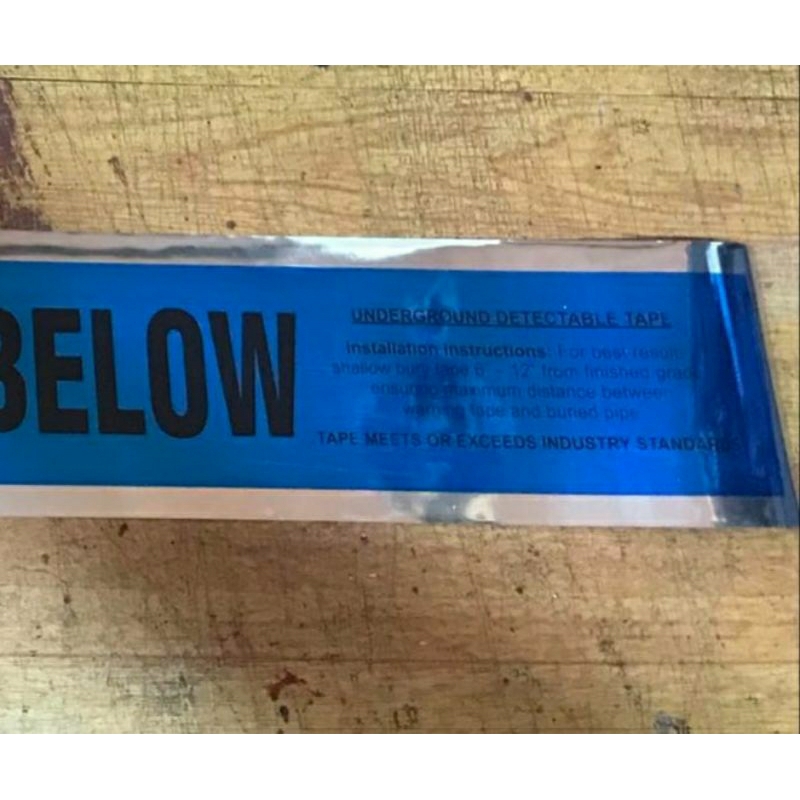 BELOW
UNDERGROUND DETECTABLE TAPE
Installation Instructions: For best result
shallow bury tape 6" - 12" from finished grade
ensuring maximum distance between
warning tape and buried pipe
TAPE MEETS OR EXCEEDS INDUSTRY STANDARDS